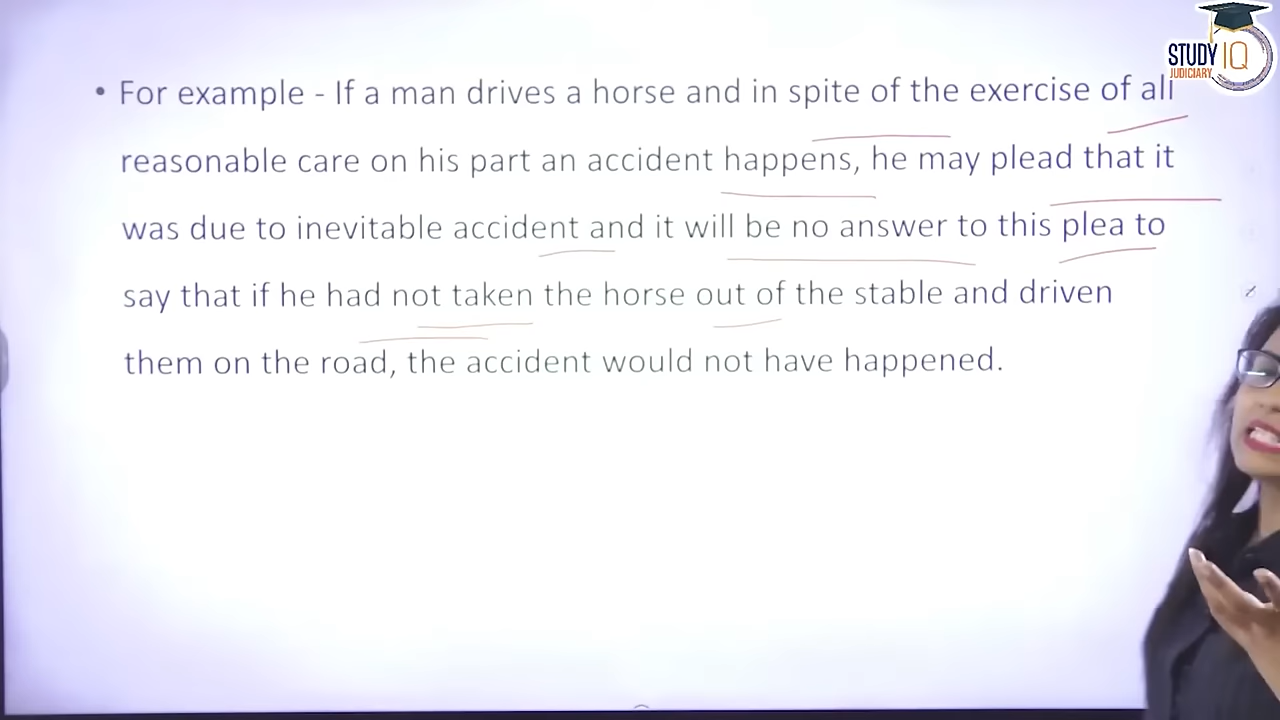 STUDY IQ
JUDICIARY
• For example - If a man drives a horse and in spite of the exercise of all
reasonable care on his part an accident happens, he may plead that it
was due to inevitable accident and it will be no answer to this plea to
say that if he had not taken the horse out of the stable and driven
them on the road, the accident would not have happened.